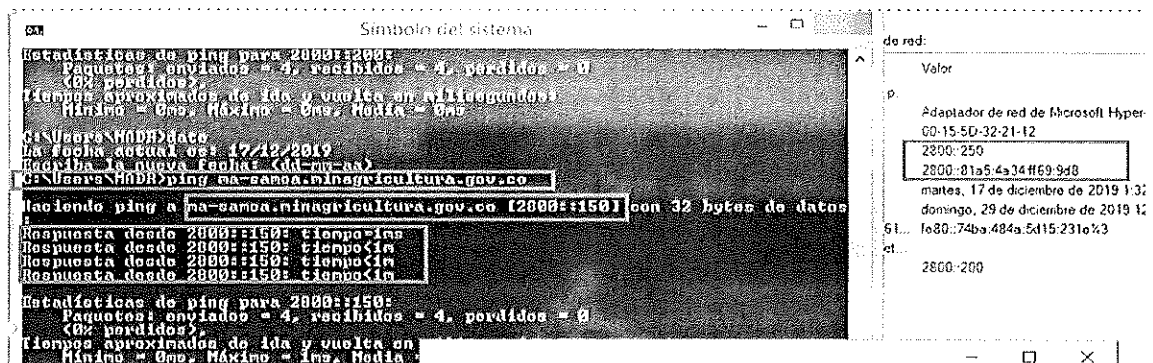 Símbolo del sistema
Estadísticas de ping para 2800::200:
Paquetes: enviados = 4, recibidos = 4, perdidos = 0
(0% perdidos),
Tiempos aproximados de ida y vuelta en milisegundos:
Mínimo = 0ms, Máximo = 0ms, Media = 0ms
C:\Users\MADR>date
La fecha actual es: 17/12/2019
Escriba la nueva fecha: (dd-mm-aa)
C:\Users\MADR>ping ma-samoa.minagricultura.gov.co
Haciendo ping a ma-samoa.minagricultura.gov.co [2800::150] con 32 bytes de datos
:
Respuesta desde 2800::150: tiempo=1ms
Respuesta desde 2800::150: tiempo<1m
Respuesta desde 2800::150: tiempo<1m
Respuesta desde 2800::150: tiempo<1m
Estadísticas de ping para 2800::150:
Paquetes: enviados = 4, recibidos = 4, perdidos = 0
(0% perdidos),
Tiempos aproximados de ida y vuelta en
Mínimo = 0ms, Máximo = 1ms, Media
de red:
Valor
p.
Adaptador de red de Microsoft Hyper-
00-15-5D-32-21-12
2800::250
2800::81a5:4a34:ff69:9d8
martes, 17 de diciembre de 2019 1:32
domingo, 29 de diciembre de 2019 12
61... fe80::74ba:484a:5d15:231e%3
et...
2800::200